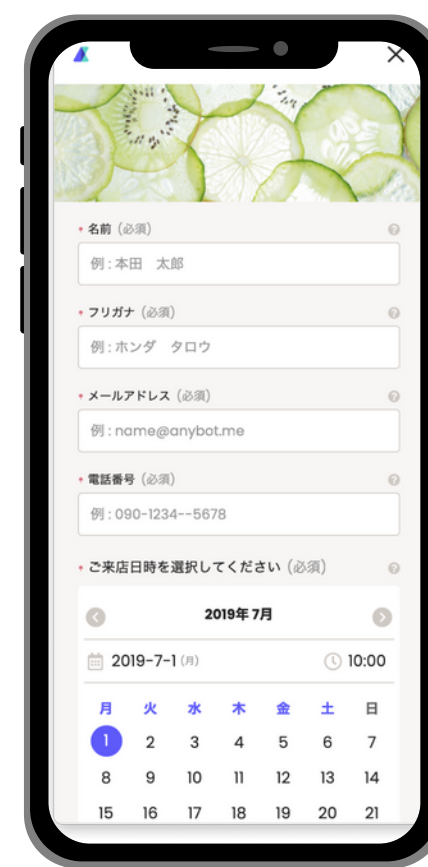 * 名前 (必須)
例 : 本田 太郎
* フリガナ (必須)
例 : ホンダ タロウ
* メールアドレス (必須)
例 : name@anybot.me
* 電話番号 (必須)
例 : 090-1234--5678
* ご来店日時を選択してください (必須)
2019年 7月
2019-7-1 (月) 10:00
月 火 水 木 金 土 日
1 2 3 4 5 6 7
8 9 10 11 12 13 14
15 16 17 18 19 20 21